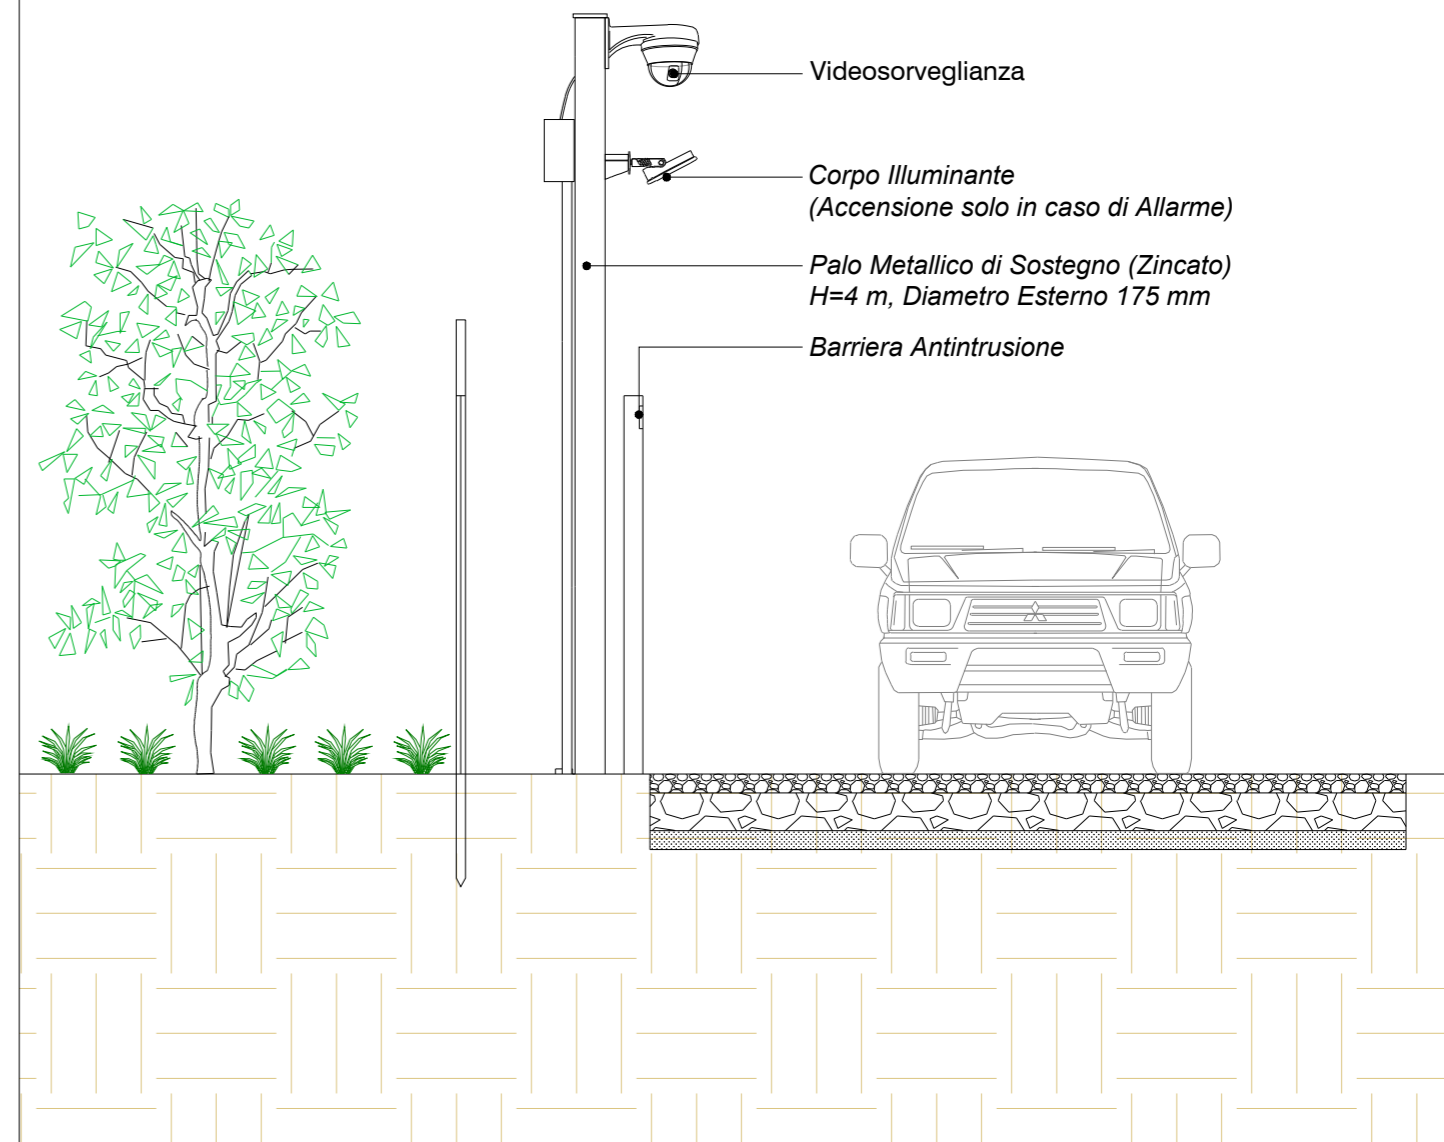 Videosorveglianza
Corpo Illuminante
(Accensione solo in caso di Allarme)
Palo Metallico di Sostegno (Zincato)
H=4 m, Diametro Esterno 175 mm
Barriera Antintrusione